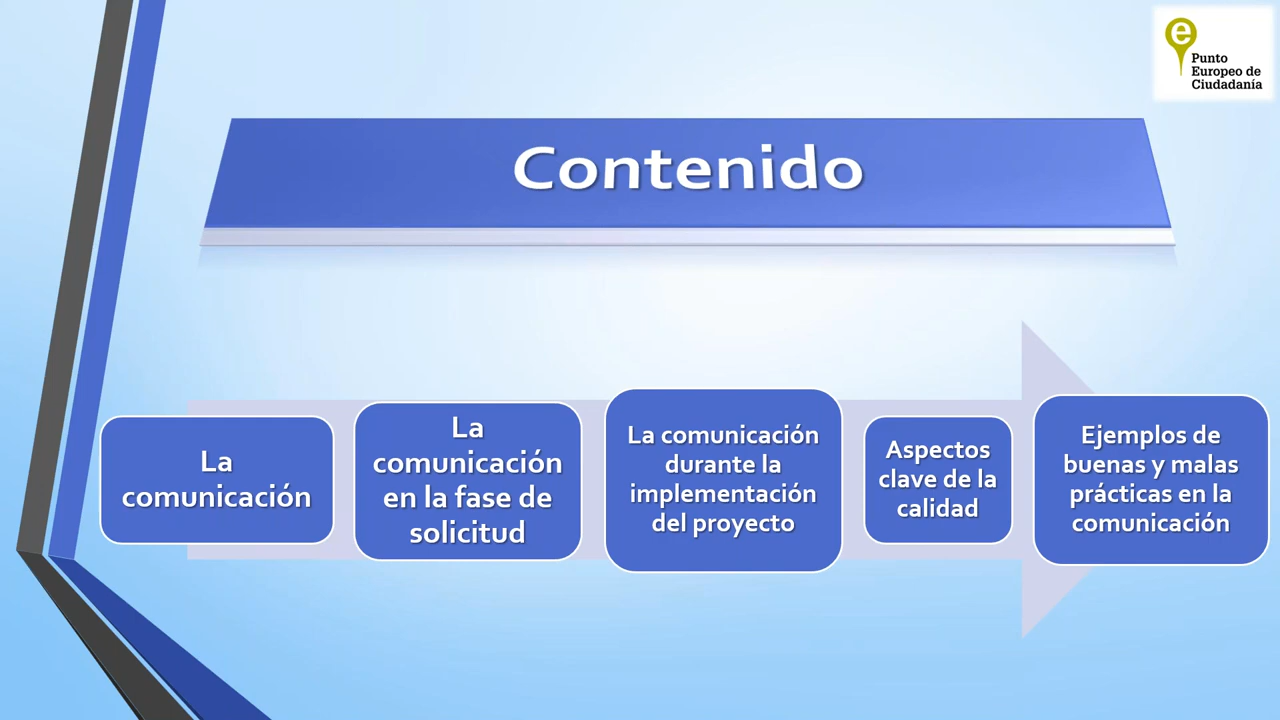 e
Punto
Europeo de
Ciudadanía
Contenido
La
comunicación
La
comunicación
en la fase de
solicitud
La comunicación
durante la
implementación
del proyecto
Aspectos
clave de la
calidad
Ejemplos de
buenas y malas
prácticas en la
comunicación